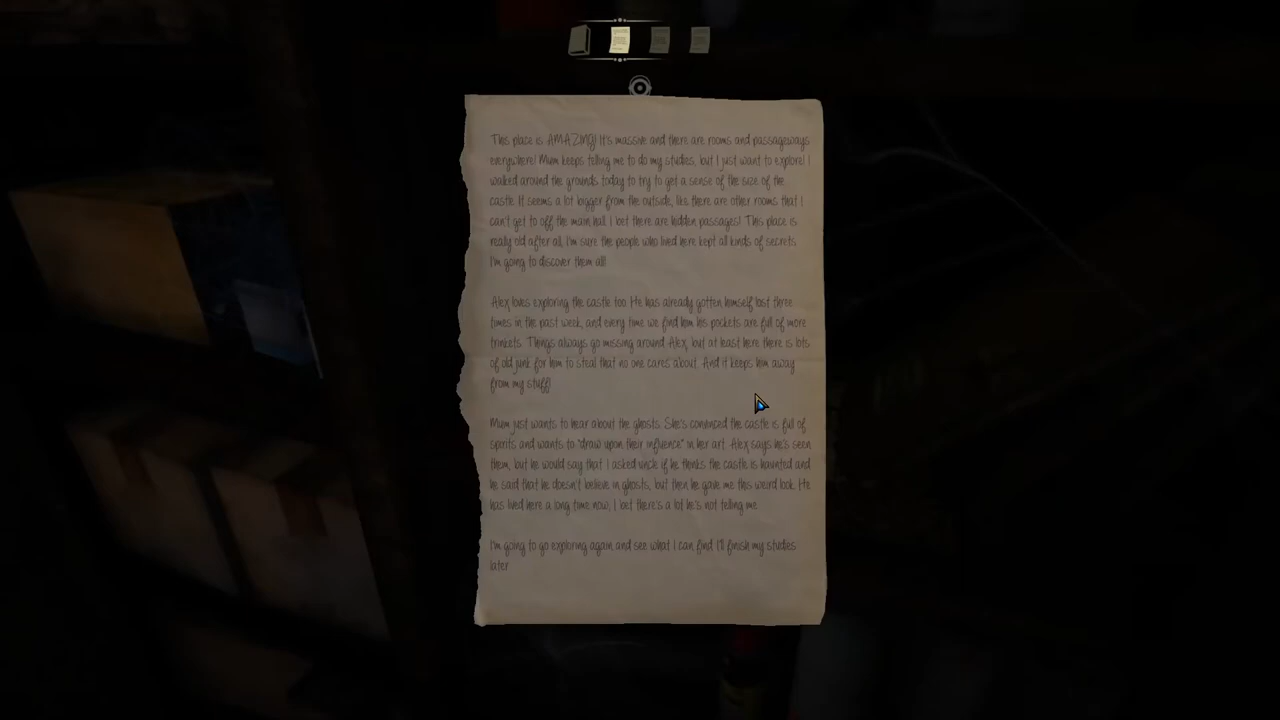 This place is AMAZING! It's massive and there are rooms and passageways
everywhere! Mum keeps telling me to do my studies, but I just want to explore! I
walked around the grounds today to try to get a sense of the size of the
castle. It seems a lot bigger from the outside, like there are other rooms that I
can't get to off the main hall. I bet there are hidden passages! This place is
really old after all, I'm sure the people who lived here kept all kinds of secrets.
I'm going to discover them all!
Alex loves exploring the castle too. He has already gotten himself lost three
times in the past week, and every time we find him his pockets are full of more
trinkets. Things always go missing around Alex, but at least here there is lots
of old junk for him to steal that no one cares about. And it keeps him away
from my stuff!
Mum just wants to hear about the ghosts. She's convinced the castle is full of
spirits and wants to "draw upon their influence" in her art. Alex says he's seen
them, but he would say that. I asked uncle if he thinks the castle is haunted and
he said that he doesn't believe in ghosts, but then he gave me this weird look. He
has lived here a long time now, I bet there's a lot he's not telling me.
I'm going to go exploring again and see what I can find. I'll finish my studies
later.